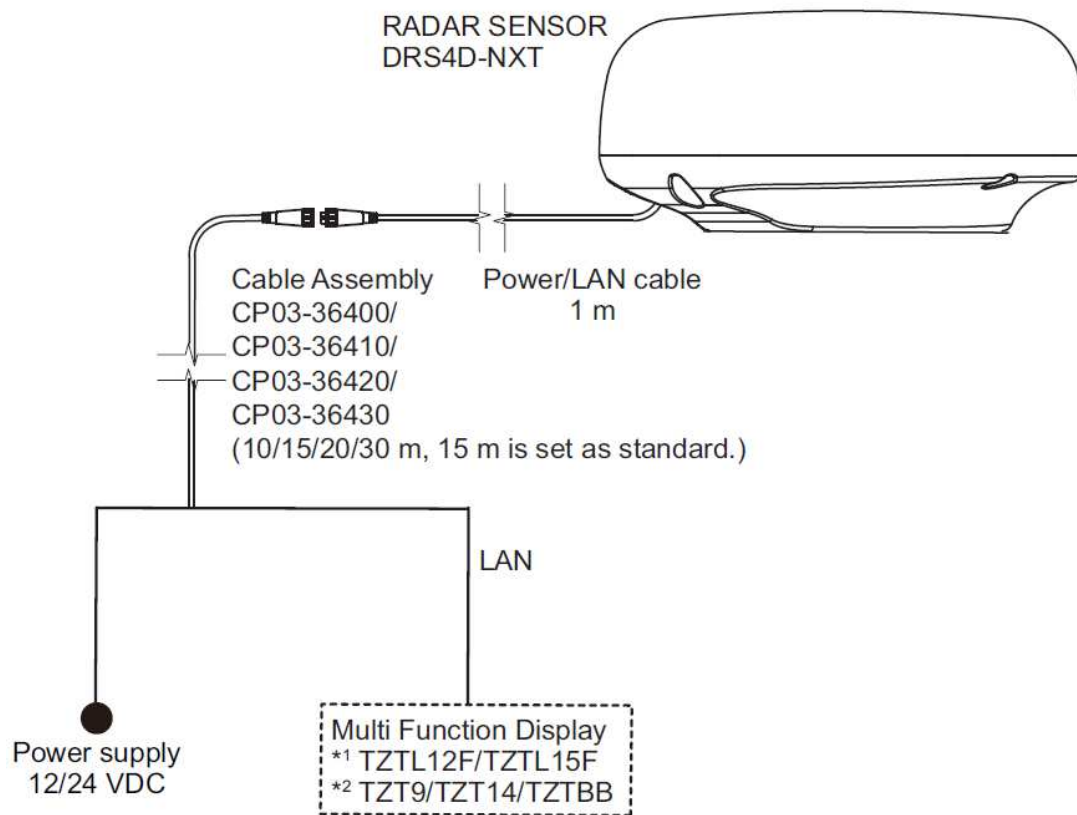 RADAR SENSOR
DRS4D-NXT
Cable Assembly
CP03-36400/
CP03-36410/
CP03-36420/
CP03-36430
(10/15/20/30 m, 15 m is set as standard.)
Power/LAN cable
1 m
LAN
Power supply
12/24 VDC
Multi Function Display
*1 TZTL12F/TZTL15F
*2 TZT9/TZT14/TZTBB